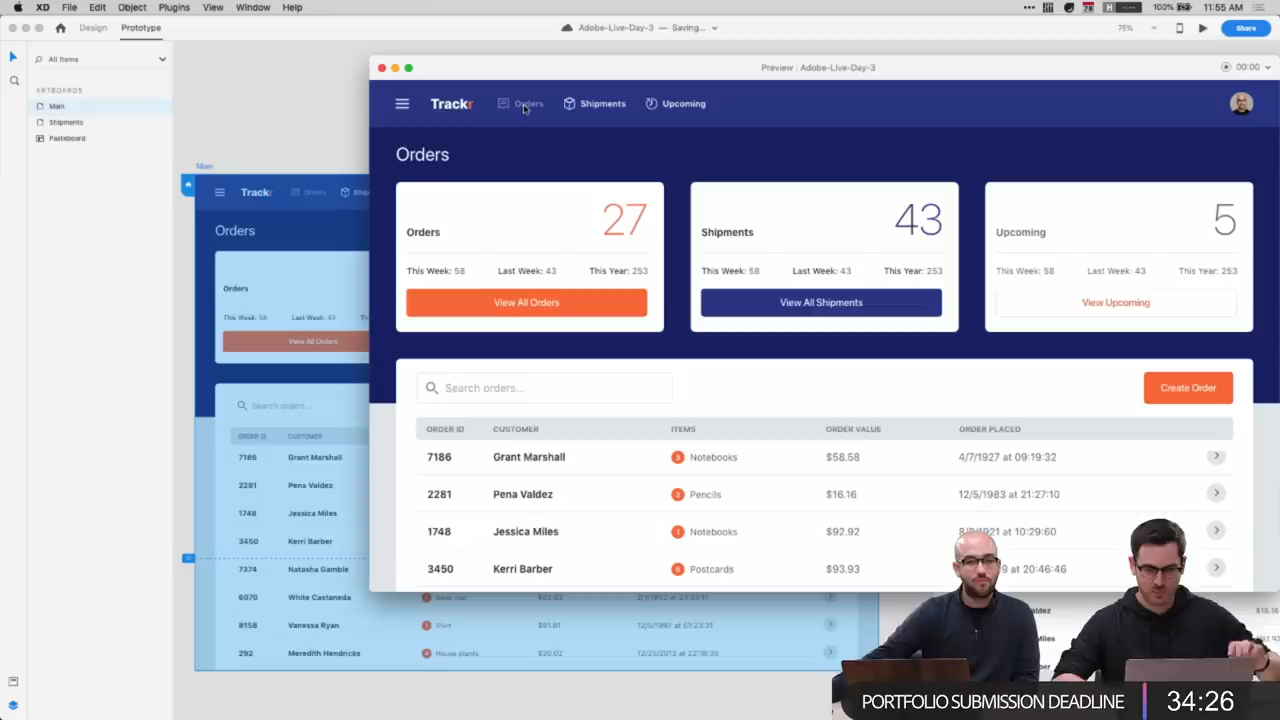 XD File Edit Object Plugins View Window Help
28 H 100% 11:55 AM
Design Prototype
Adobe-Live-Day-3 — Saving...
75%
Share
All Items
ARTBOARDS
Main
Shipments
Pasteboard
Preview : Adobe-Live-Day-3
00:00
Trackr Orders Shipments Upcoming
Orders
Orders 27
This Week: 58 Last Week: 43 This Year: 253
View All Orders
Shipments 43
This Week: 58 Last Week: 43 This Year: 253
View All Shipments
Upcoming 5
This Week: 58 Last Week: 43 This Year: 253
View Upcoming
Search orders...
Create Order
ORDER ID CUSTOMER ITEMS ORDER VALUE ORDER PLACED
7186 Grant Marshall 3 Notebooks $58.58 4/7/1927 at 09:19:32
2281 Pena Valdez 2 Pencils $16.16 12/5/1983 at 21:27:10
1748 Jessica Miles 1 Notebooks $92.92 1921 at 10:29:60
3450 Kerri Barber 5 Postcards $93.93 at 20:46:46
Main
Trackr Orders
Orders
Orders
This Week: 58 Last Week: 43
View All Orders
Search orders...
ORDER ID CUSTOMER
7186 Grant Marshall
2281 Pena Valdez
1748 Jessica Miles
3450 Kerri Barber
7374 Natasha Gamble
6070 White Castaneda
8158 Vanessa Ryan Shirt $81.81 12/5/1997 at 01:23:31
292 Meredith Hendricks 4 House plants $20.02 12/25/2012 at 22:18:35
$16.16
PORTFOLIO SUBMISSION DEADLINE 34:26